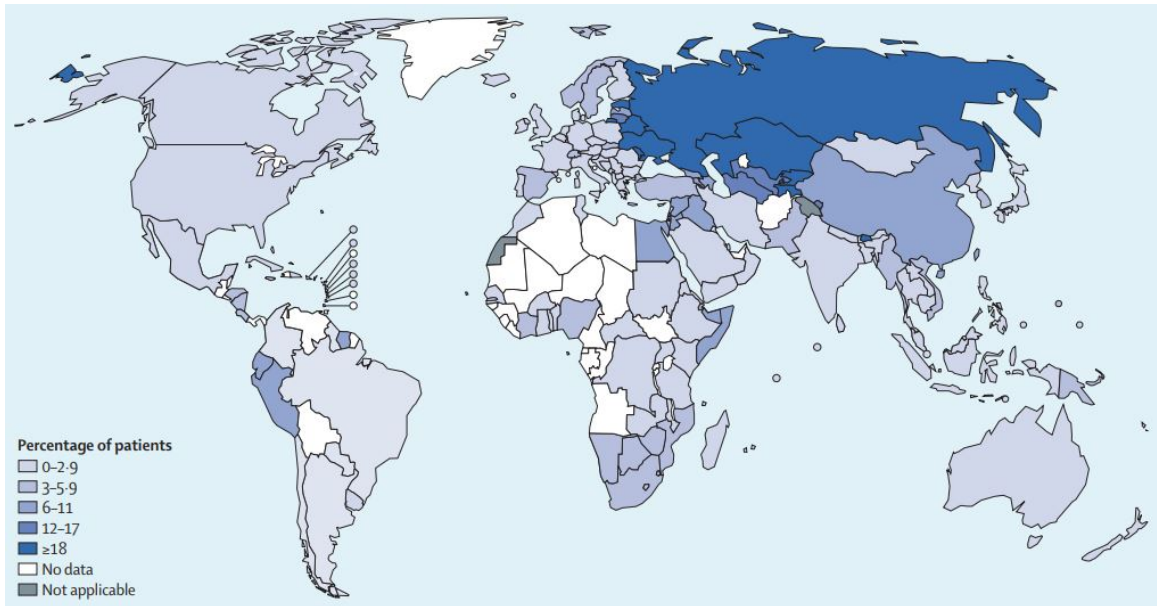 Percentage of patients
0–2·9
3–5·9
6–11
12–17
≥18
No data
Not applicable